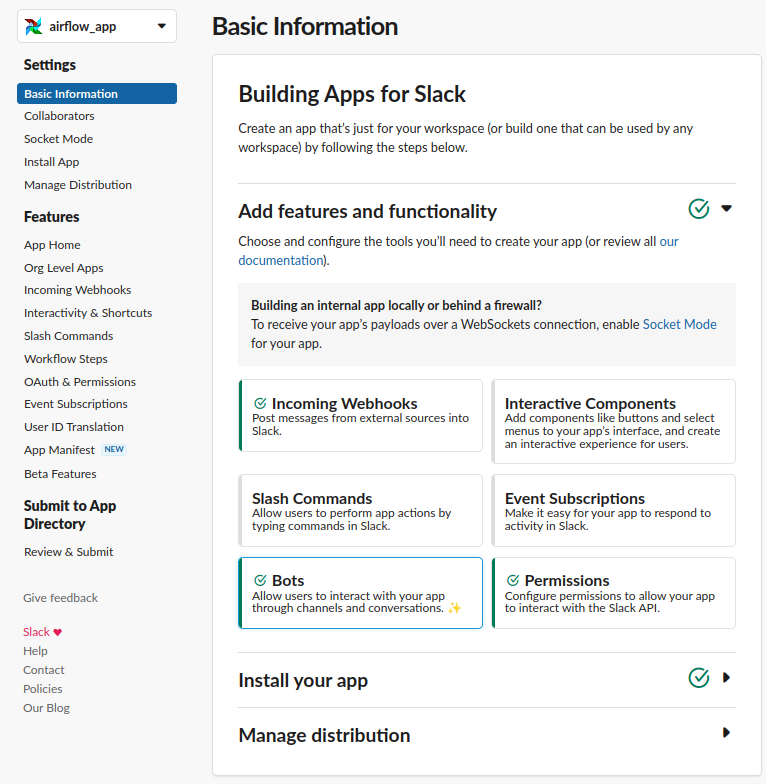 airflow_app
Settings
Basic Information
Collaborators
Socket Mode
Install App
Manage Distribution
Features
App Home
Org Level Apps
Incoming Webhooks
Interactivity & Shortcuts
Slash Commands
Workflow Steps
OAuth & Permissions
Event Subscriptions
User ID Translation
App Manifest NEW
Beta Features
Submit to App
Directory
Review & Submit
Give feedback
Slack ♥
Help
Contact
Policies
Our Blog
Basic Information
Building Apps for Slack
Create an app that’s just for your workspace (or build one that can be used by any
workspace) by following the steps below.
Add features and functionality
Choose and configure the tools you’ll need to create your app (or review all our
documentation).
Building an internal app locally or behind a firewall?
To receive your app’s payloads over a WebSockets connection, enable Socket Mode
for your app.
Incoming Webhooks
Post messages from external sources into
Slack.
Interactive Components
Add components like buttons and select
menus to your app’s interface, and create
an interactive experience for users.
Slash Commands
Allow users to perform app actions by
typing commands in Slack.
Event Subscriptions
Make it easy for your app to respond to
activity in Slack.
Bots
Allow users to interact with your app
through channels and conversations. ✨
Permissions
Configure permissions to allow your app
to interact with the Slack API.
Install your app
Manage distribution